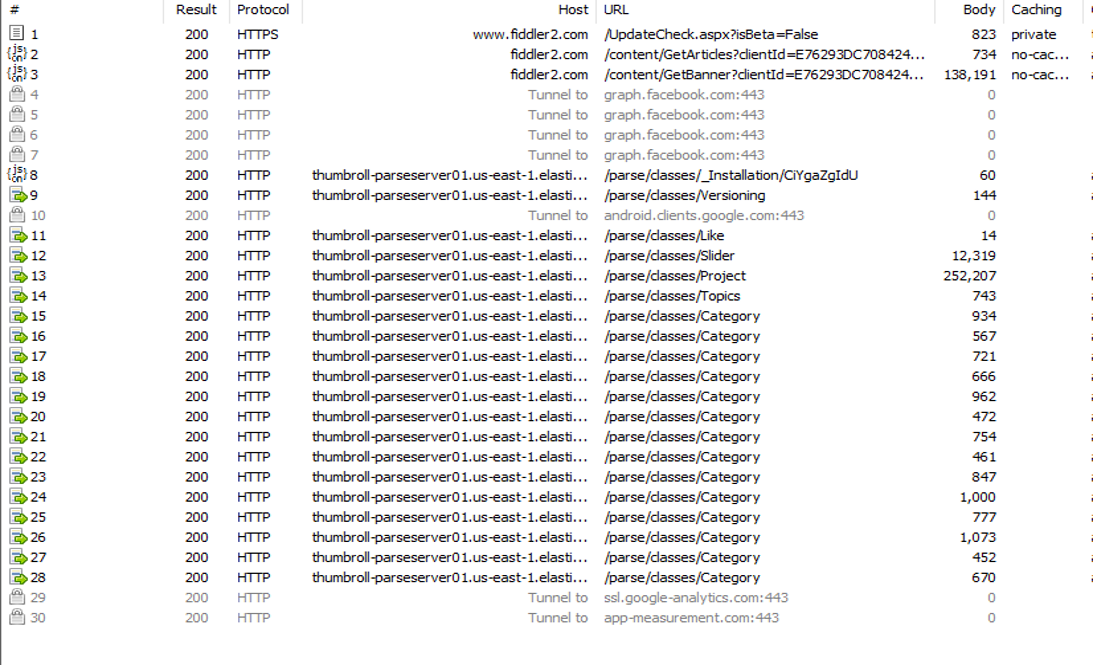 # Result Protocol Host URL Body Caching
1 200 HTTPS www.fiddler2.com /UpdateCheck.aspx?isBeta=False 823 private
2 200 HTTP fiddler2.com /content/GetArticles?clientId=E76293DC708424... 734 no-cac...
3 200 HTTP fiddler2.com /content/GetBanner?clientId=E76293DC708424... 138,191 no-cac...
4 200 HTTP Tunnel to graph.facebook.com:443 0
5 200 HTTP Tunnel to graph.facebook.com:443 0
6 200 HTTP Tunnel to graph.facebook.com:443 0
7 200 HTTP Tunnel to graph.facebook.com:443 0
8 200 HTTP thumbroll-parseserver01.us-east-1.elasti... /parse/classes/_Installation/CiYgaZgIdU 60
9 200 HTTP thumbroll-parseserver01.us-east-1.elasti... /parse/classes/Versioning 144
10 200 HTTP Tunnel to android.clients.google.com:443 0
11 200 HTTP thumbroll-parseserver01.us-east-1.elasti... /parse/classes/Like 14
12 200 HTTP thumbroll-parseserver01.us-east-1.elasti... /parse/classes/Slider 12,319
13 200 HTTP thumbroll-parseserver01.us-east-1.elasti... /parse/classes/Project 252,207
14 200 HTTP thumbroll-parseserver01.us-east-1.elasti... /parse/classes/Topics 743
15 200 HTTP thumbroll-parseserver01.us-east-1.elasti... /parse/classes/Category 934
16 200 HTTP thumbroll-parseserver01.us-east-1.elasti... /parse/classes/Category 567
17 200 HTTP thumbroll-parseserver01.us-east-1.elasti... /parse/classes/Category 721
18 200 HTTP thumbroll-parseserver01.us-east-1.elasti... /parse/classes/Category 666
19 200 HTTP thumbroll-parseserver01.us-east-1.elasti... /parse/classes/Category 962
20 200 HTTP thumbroll-parseserver01.us-east-1.elasti... /parse/classes/Category 472
21 200 HTTP thumbroll-parseserver01.us-east-1.elasti... /parse/classes/Category 754
22 200 HTTP thumbroll-parseserver01.us-east-1.elasti... /parse/classes/Category 461
23 200 HTTP thumbroll-parseserver01.us-east-1.elasti... /parse/classes/Category 847
24 200 HTTP thumbroll-parseserver01.us-east-1.elasti... /parse/classes/Category 1,000
25 200 HTTP thumbroll-parseserver01.us-east-1.elasti... /parse/classes/Category 777
26 200 HTTP thumbroll-parseserver01.us-east-1.elasti... /parse/classes/Category 1,073
27 200 HTTP thumbroll-parseserver01.us-east-1.elasti... /parse/classes/Category 452
28 200 HTTP thumbroll-parseserver01.us-east-1.elasti... /parse/classes/Category 670
29 200 HTTP Tunnel to ssl.google-analytics.com:443 0
30 200 HTTP Tunnel to app-measurement.com:443 0